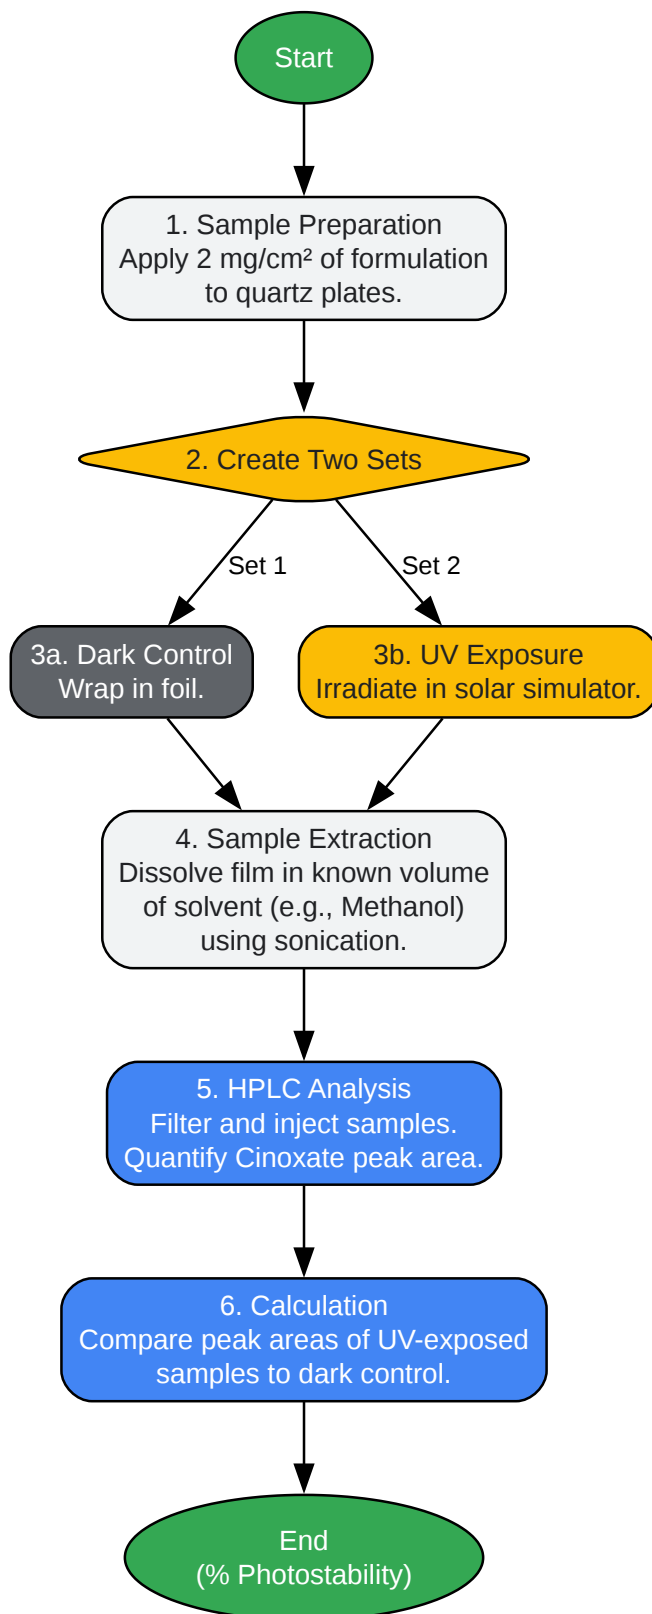 Start
1. Sample Preparation
Apply 2 mg/cm² of formulation
to quartz plates.
2. Create Two Sets
Set 1
Set 2
3a. Dark Control
Wrap in foil.
3b. UV Exposure
Irradiate in solar simulator.
4. Sample Extraction
Dissolve film in known volume
of solvent (e.g., Methanol)
using sonication.
5. HPLC Analysis
Filter and inject samples.
Quantify Cinoxate peak area.
6. Calculation
Compare peak areas of UV-exposed
samples to dark control.
End
(% Photostability)